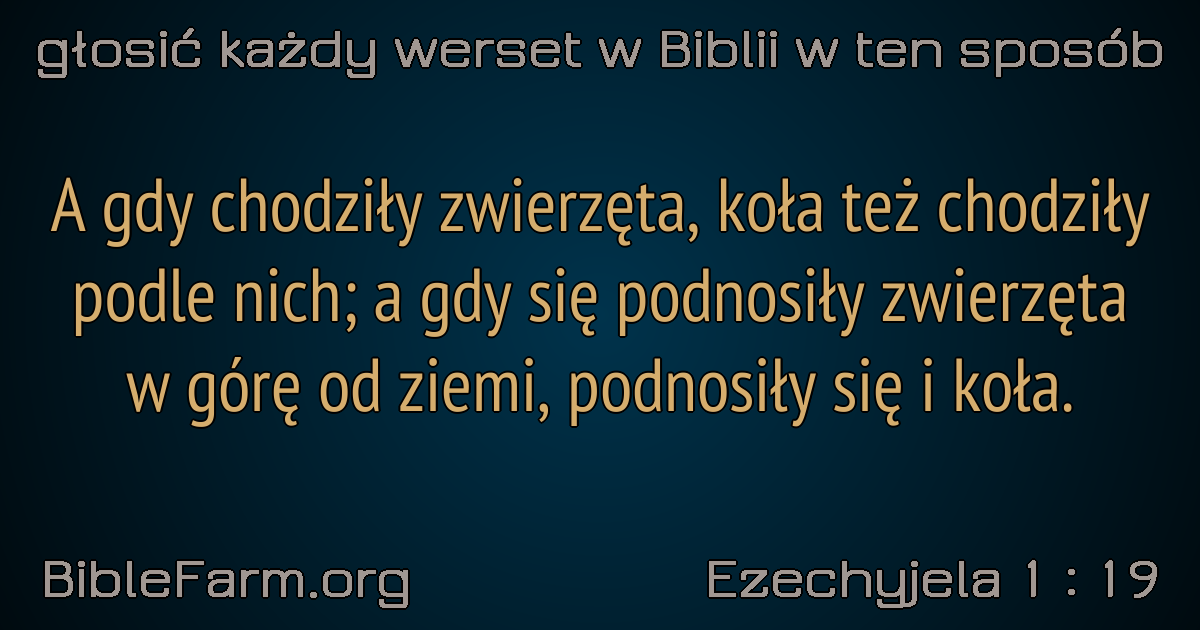 głosić każdy werset w Biblii w ten sposób
A gdy chodziły zwierzęta, koła też chodziły
podle nich; a gdy się podnosiły zwierzęta
w górę od ziemi, podnosiły się i koła.
BibleFarm.org
Ezechyjela 1 : 19